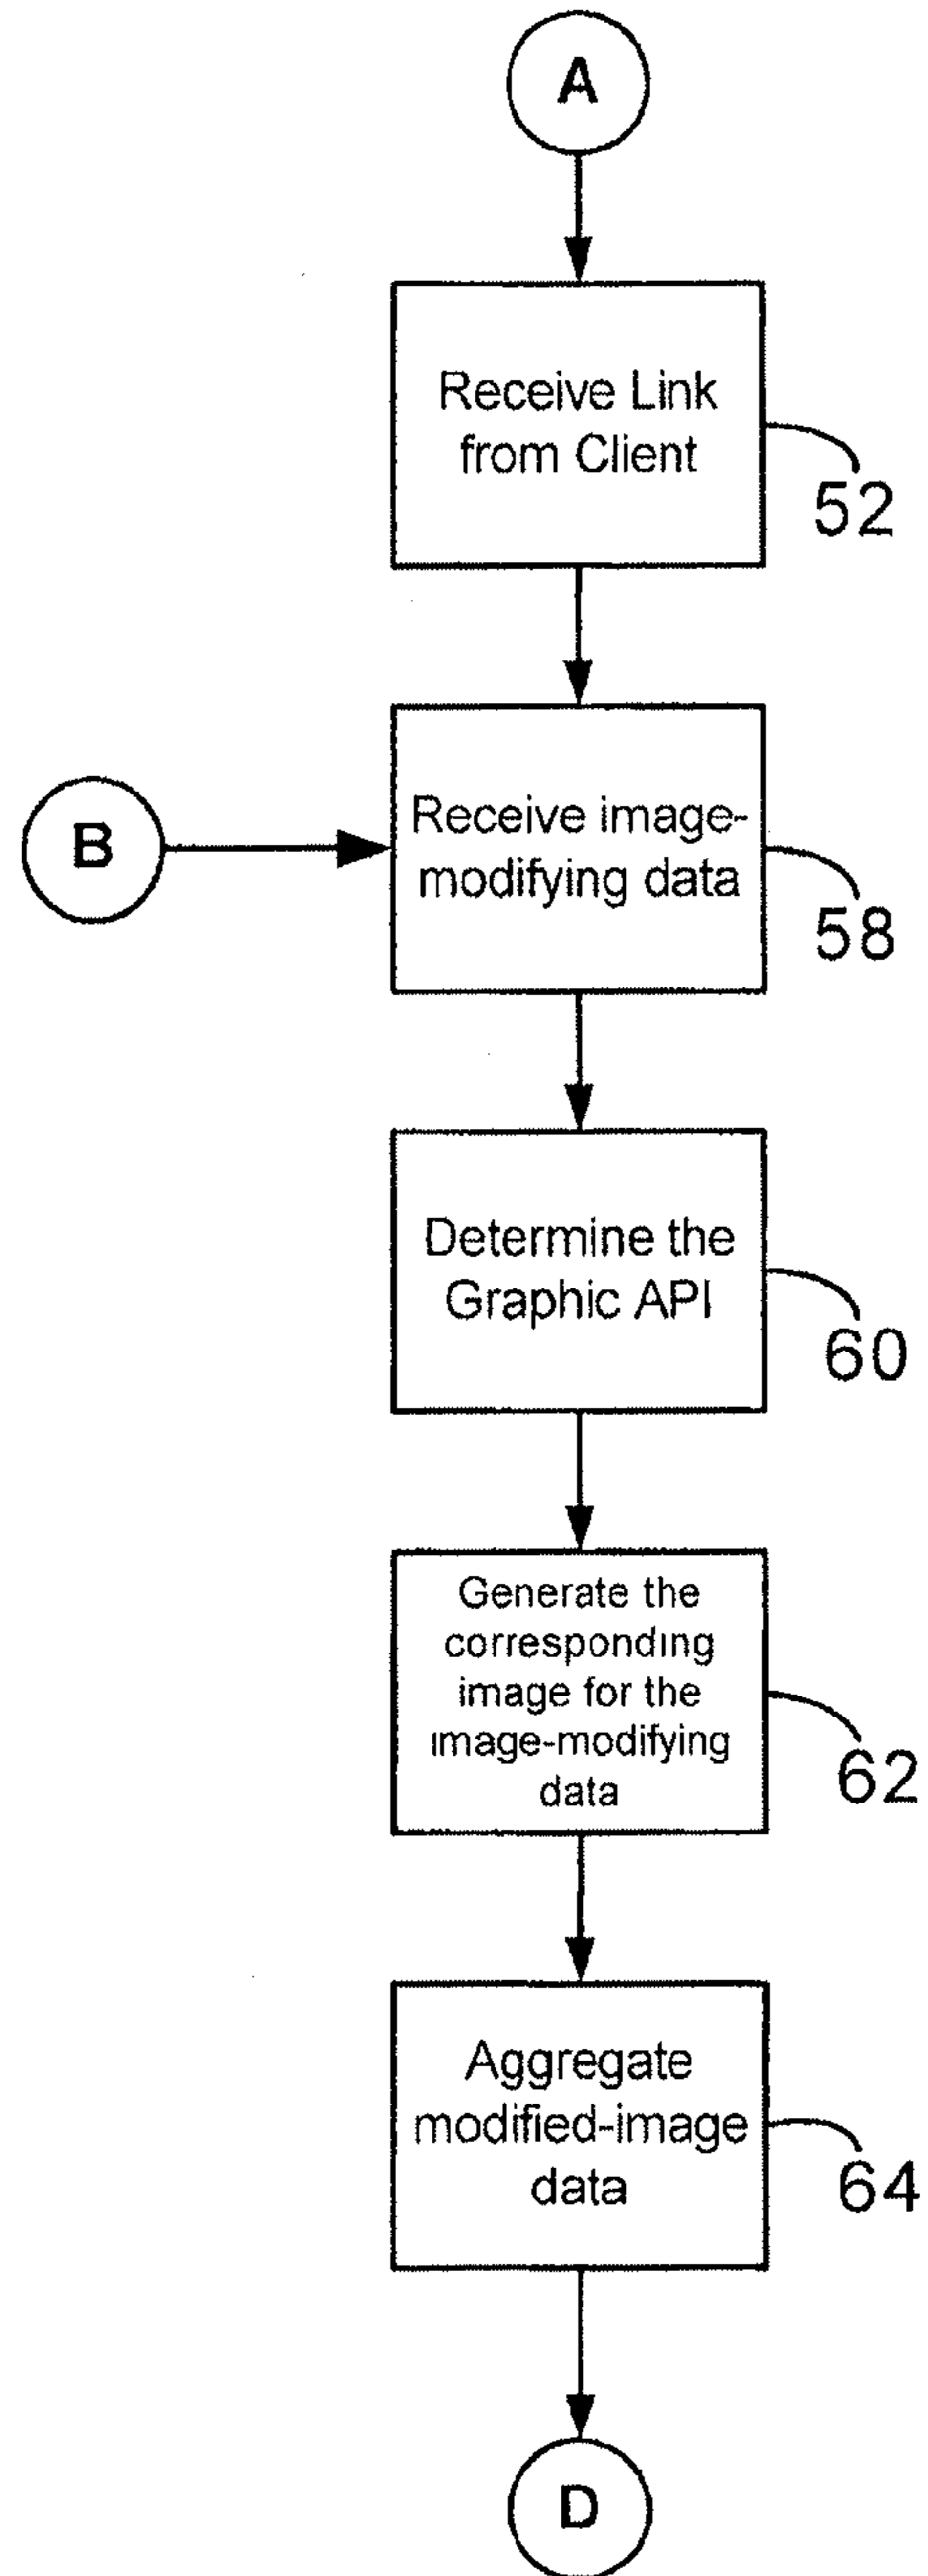 A
Receive Link
from Client
52
B
Receive image-
modifying data
58
Determine the
Graphic API
60
Generate the
corresponding
image for the
image-modifying
data
62
Aggregate
modified-image
data
64
D